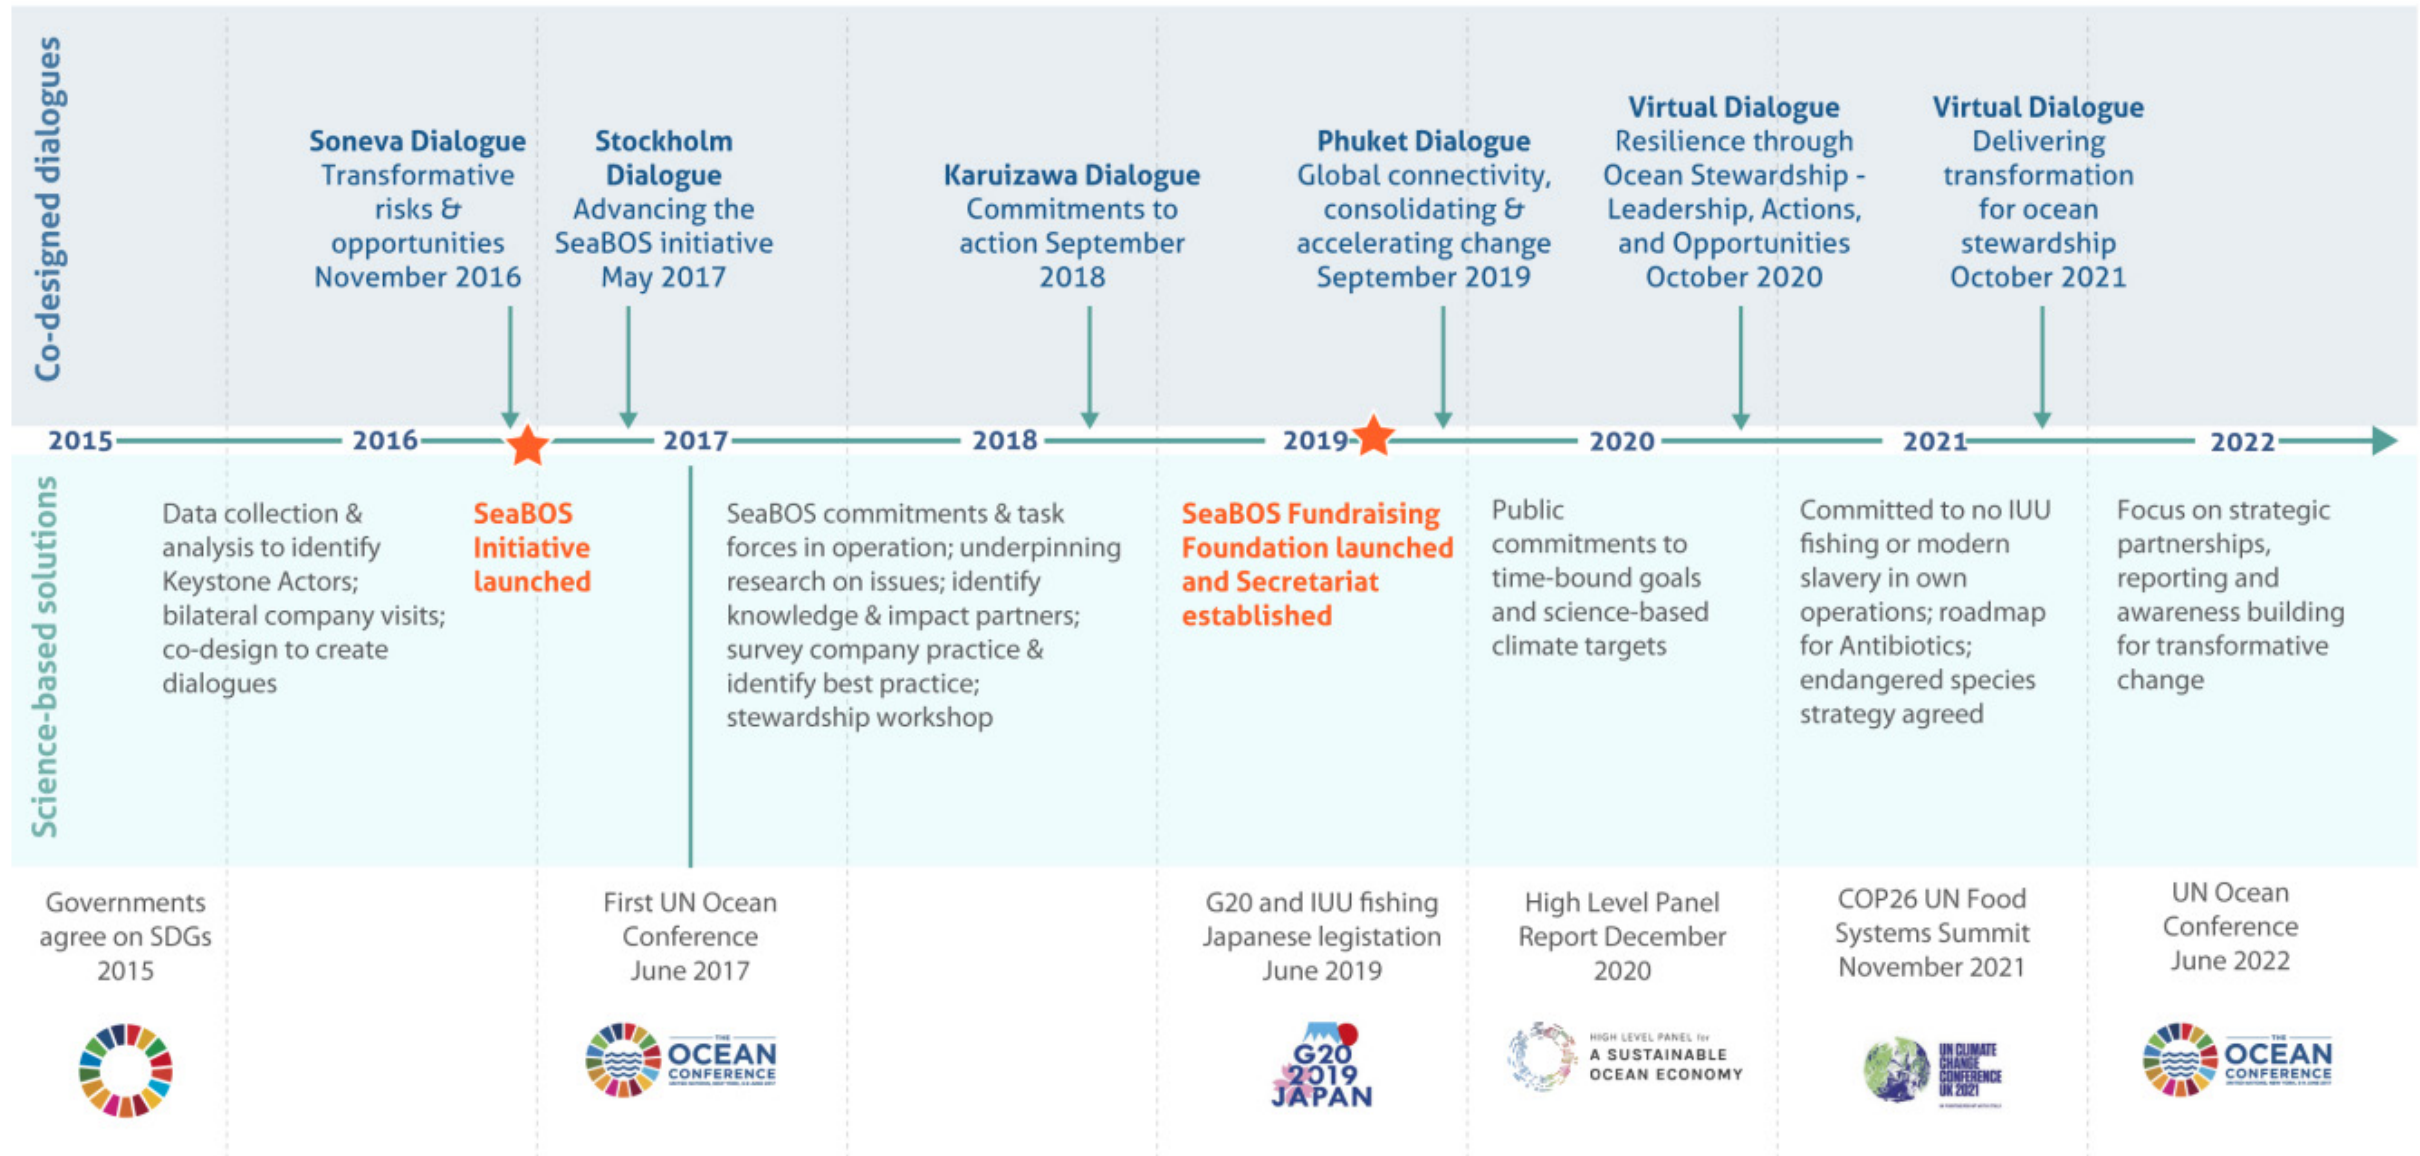 Co-designed dialogues
Soneva Dialogue
Transformative
risks &
opportunities
November 2016
Stockholm
Dialogue
Advancing the
SeaBOS initiative
May 2017
Karuizawa Dialogue
Commitments to
action September
2018
Phuket Dialogue
Global connectivity,
consolidating &
accelerating change
September 2019
Virtual Dialogue
Resilience through
Ocean Stewardship -
Leadership, Actions,
and Opportunities
October 2020
Virtual Dialogue
Delivering
transformation
for ocean
stewardship
October 2021
2015
2016
2017
2018
2019
2020
2021
2022
Science-based solutions
Data collection &
analysis to identify
Keystone Actors;
bilateral company visits;
co-design to create
dialogues
SeaBOS
Initiative
launched
SeaBOS commitments & task
forces in operation; underpinning
research on issues; identify
knowledge & impact partners;
survey company practice &
identify best practice;
stewardship workshop
SeaBOS Fundraising
Foundation launched
and Secretariat
established
Public
commitments to
time-bound goals
and science-based
climate targets
Committed to no IUU
fishing or modern
slavery in own
operations; roadmap
for Antibiotics;
endangered species
strategy agreed
Focus on strategic
partnerships,
reporting and
awareness building
for transformative
change
Governments
agree on SDGs
2015
First UN Ocean
Conference
June 2017
THE
OCEAN
CONFERENCE
G20 and IUU fishing
Japanese legistation
June 2019
G20
2019
JAPAN
High Level Panel
Report December
2020
HIGH LEVEL PANEL for
A SUSTAINABLE
OCEAN ECONOMY
COP26 UN Food
Systems Summit
November 2021
UN CLIMATE
CHANGE
CONFERENCE
UK 2021
UN Ocean
Conference
June 2022
THE
OCEAN
CONFERENCE